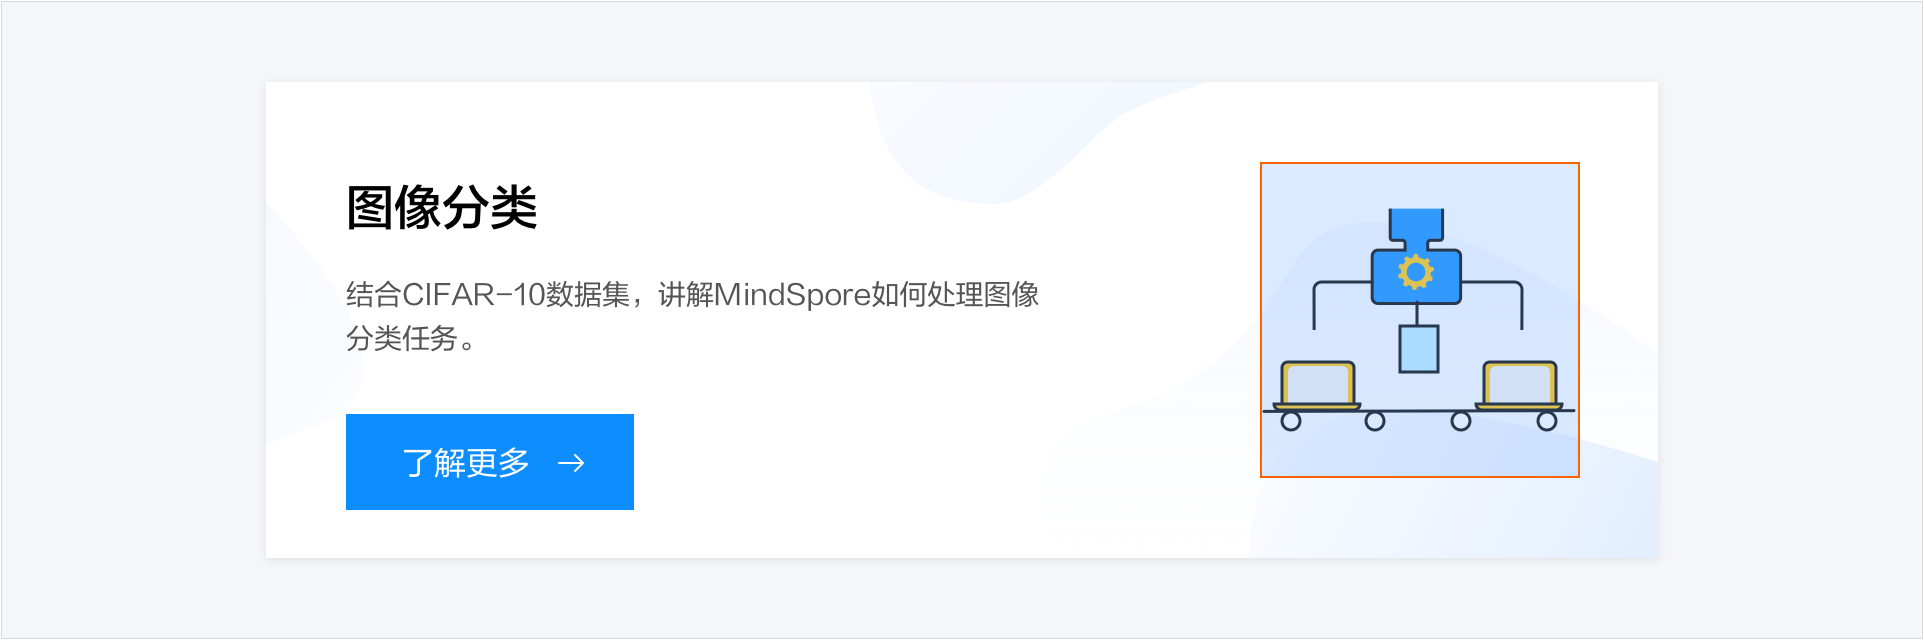 图像分类
结合CIFAR-10数据集，讲解MindSpore如何处理图像
分类任务。
了解更多 →